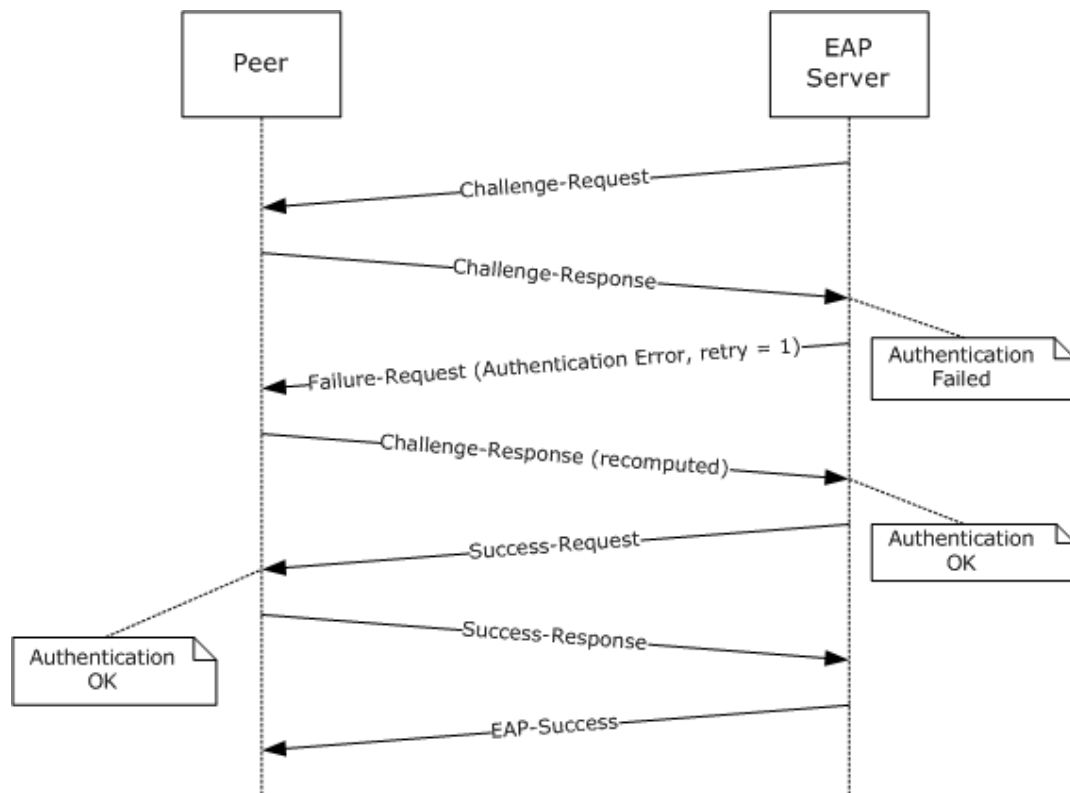 Peer
EAP
Server
Challenge-Request
Challenge-Response
Authentication
Failed
Failure-Request (Authentication Error, retry = 1)
Challenge-Response (recomputed)
Authentication
OK
Success-Request
Success-Response
Authentication
OK
EAP-Success